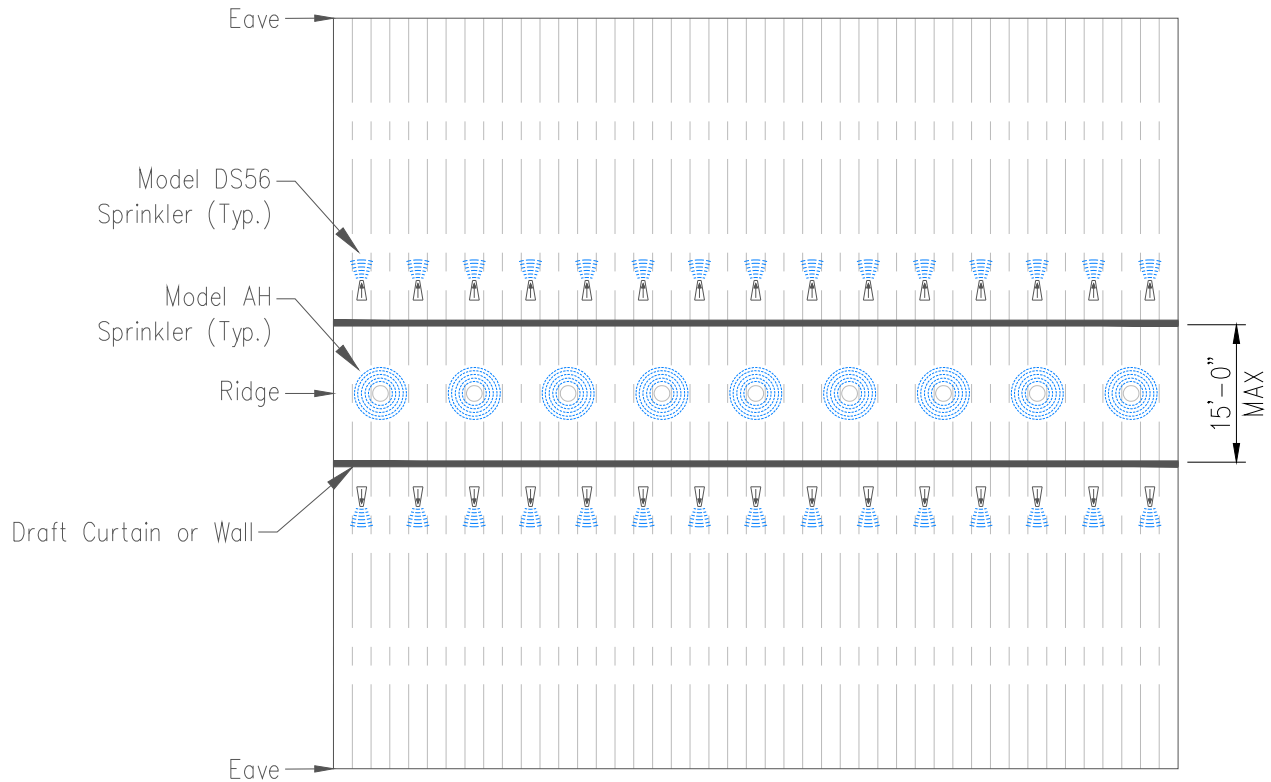 Eave
Model DS56
Sprinkler (Typ.)
Model AH
Sprinkler (Typ.)
Ridge
15'-0"
MAX
Draft Curtain or Wall
Eave